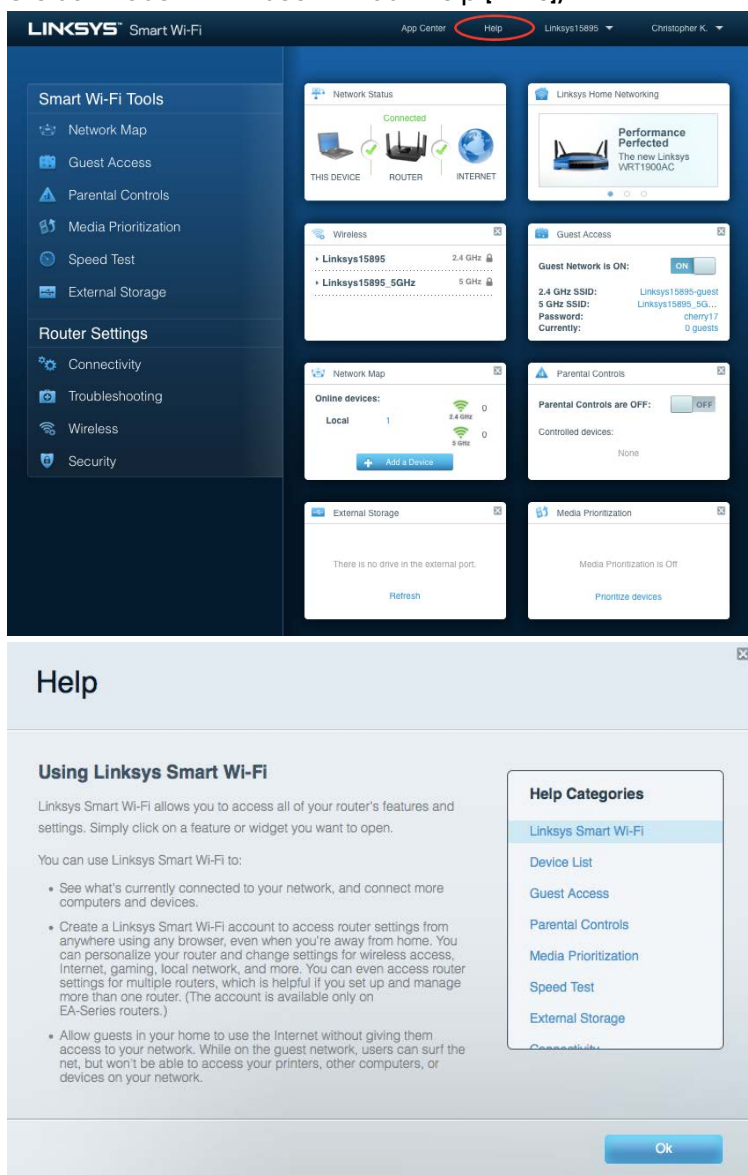 LINKSYS™ Smart Wi-Fi
App Center
Help
Linksys15895
Christopher K.
Smart Wi-Fi Tools
Network Map
Guest Access
Parental Controls
Media Prioritization
Speed Test
External Storage
Router Settings
Connectivity
Troubleshooting
Wireless
Security
Network Status
Connected
THIS DEVICE
ROUTER
INTERNET
Linksys Home Networking
Performance
Perfected
The new Linksys
WRT1900AC
Wireless
Linksys15895 2.4 GHz
Linksys15895_5GHz 5 GHz
Guest Access
Guest Network is ON: ON
2.4 GHz SSID: Linksys15895-guest
5 GHz SSID: Linksys15895_5G...
Password: cherry17
Currently: 0 guests
Network Map
Online devices:
Local 1
0
2.4 GHz
0
5 GHz
Add a Device
Parental Controls
Parental Controls are OFF: OFF
Controlled devices:
None
External Storage
There is no drive in the external port.
Refresh
Media Prioritization
Media Prioritization is Off
Prioritize devices
Help
Using Linksys Smart Wi-Fi
Linksys Smart Wi-Fi allows you to access all of your router's features and
settings. Simply click on a feature or widget you want to open.
You can use Linksys Smart Wi-Fi to:
• See what's currently connected to your network, and connect more
computers and devices.
• Create a Linksys Smart Wi-Fi account to access router settings from
anywhere using any browser, even when you're away from home. You
can personalize your router and change settings for wireless access,
Internet, gaming, local network, and more. You can even access router
settings for multiple routers, which is helpful if you set up and manage
more than one router. (The account is available only on
EA-Series routers.)
• Allow guests in your home to use the Internet without giving them
access to your network. While on the guest network, users can surf the
net, but won't be able to access your printers, other computers, or
devices on your network.
Help Categories
Linksys Smart Wi-Fi
Device List
Guest Access
Parental Controls
Media Prioritization
Speed Test
External Storage
Ok